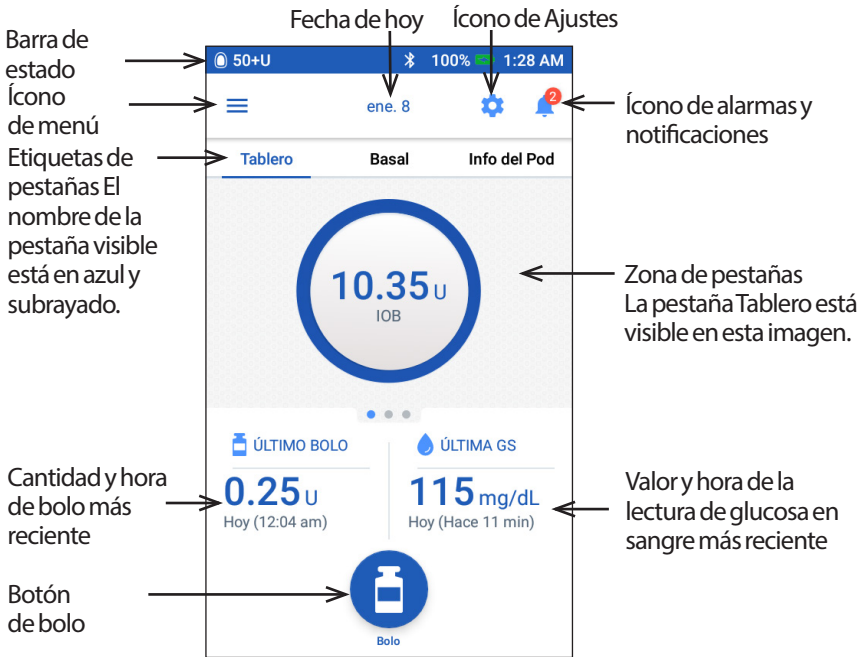 Fecha de hoy
Ícono de Ajustes
Barra de
estado
50+U
100%
1:28 AM
Ícono
de menú
ene. 8
2
Ícono de alarmas y
notificaciones
Etiquetas de
pestañas El
nombre de la
pestaña visible
está en azul y
subrayado.
Tablero
Basal
Info del Pod
10.35 U
IOB
Zona de pestañas
La pestaña Tablero está
visible en esta imagen.
ÚLTIMO BOLO
ÚLTIMA GS
Cantidad y hora
de bolo más
reciente
0.25 U
Hoy (12:04 am)
115 mg/dL
Hoy (Hace 11 min)
Valor y hora de la
lectura de glucosa en
sangre más reciente
Botón
de bolo
Bolo